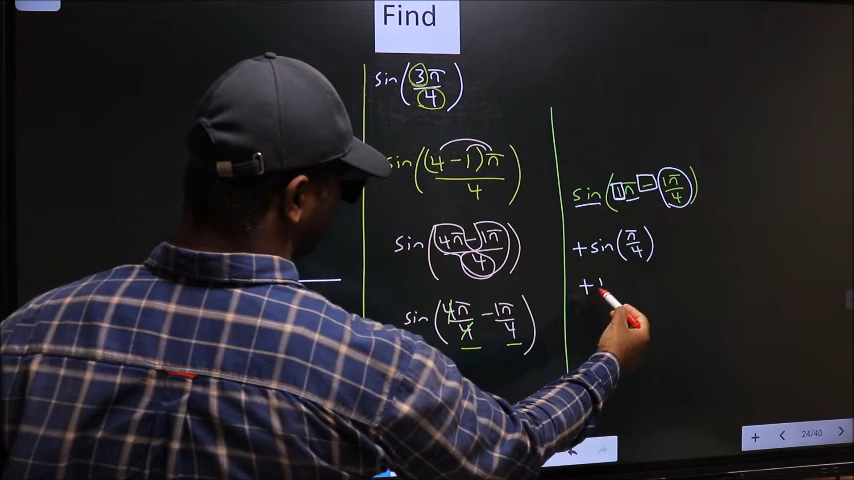 Find
sin(3π/4)
sin((4-1)π/4)
sin((4π-1π)/4)
sin(4π/4 - 1π/4)
sin(1π - 1π/4)
+ sin(π/4)
+ 1
24/40